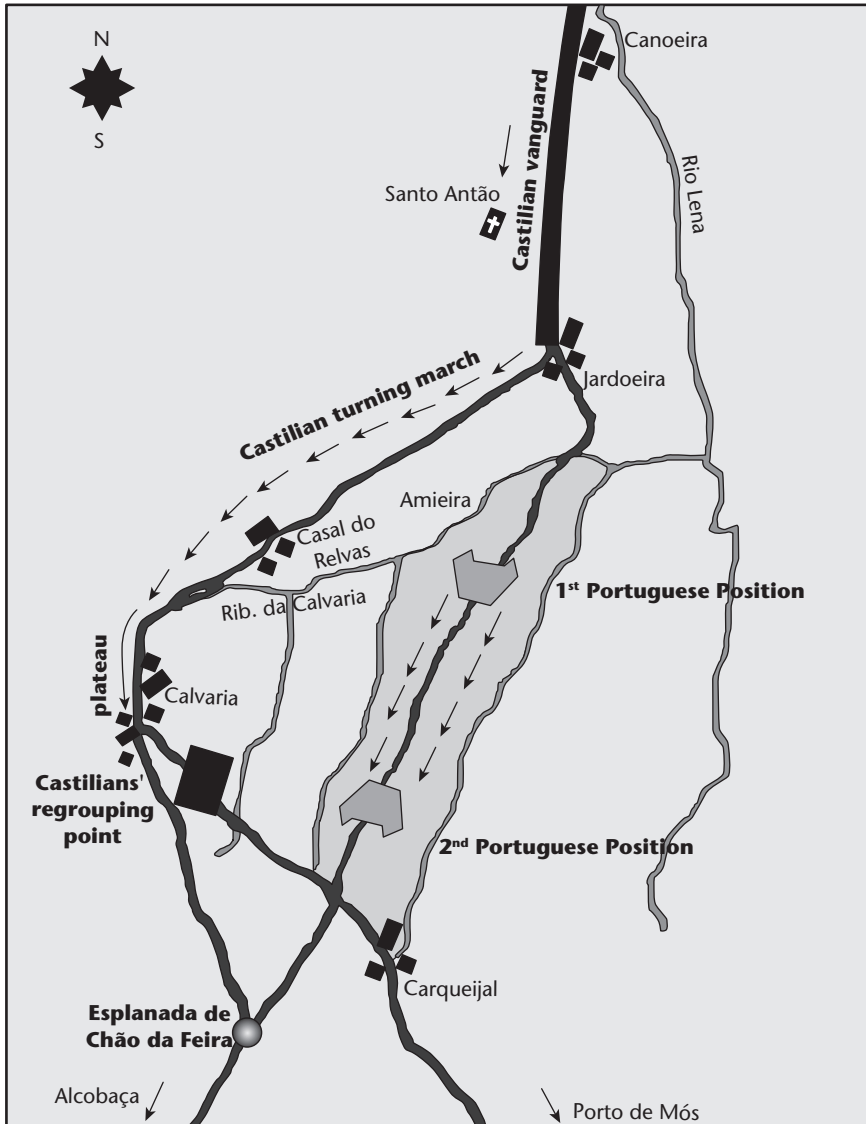 N
S
Canoeira
Rio Lena
Castilian vanguard
Santo Antão
Jardoeira
Castilian turning march
Amieira
Casal do
Relvas
Rib. da Calvaria
1st Portuguese Position
plateau
Calvaria
Castilians'
regrouping
point
2nd Portuguese Position
Carqueijal
Esplanada de
Chão da Feira
Alcobaça
Porto de Mós